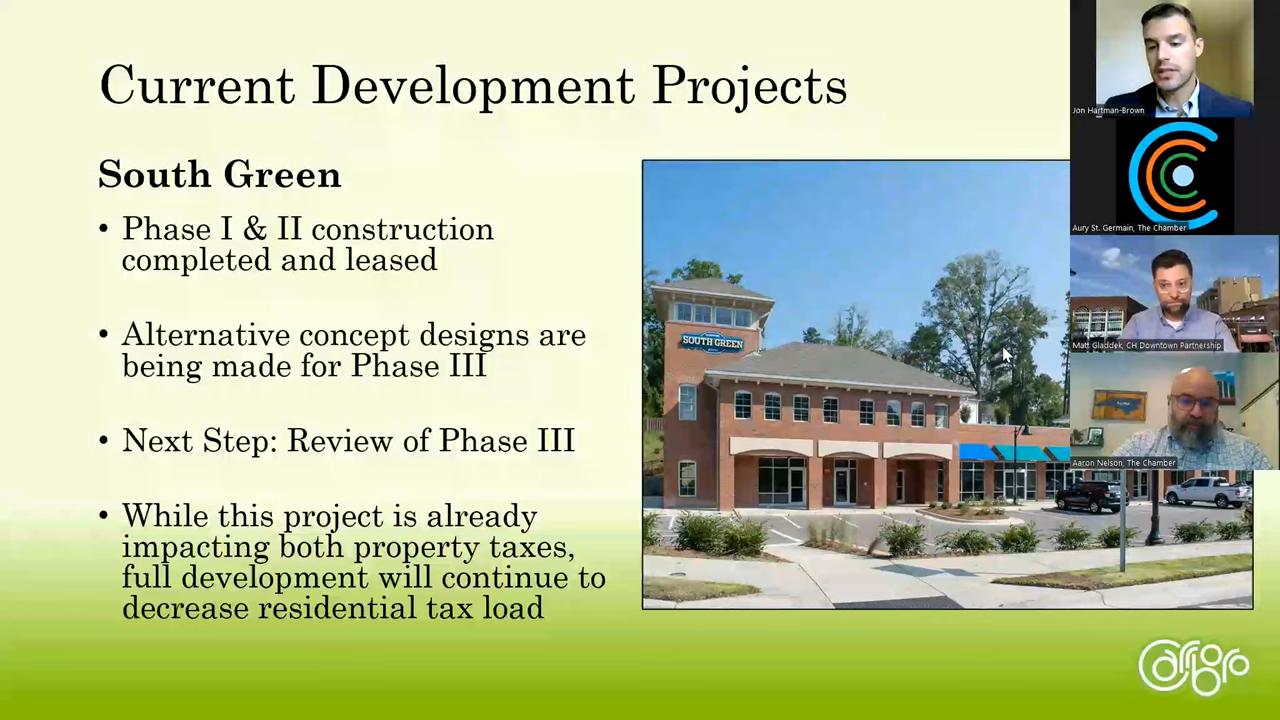 Current Development Projects
South Green
• Phase I & II construction
completed and leased
• Alternative concept designs are
being made for Phase III
• Next Step: Review of Phase III
• While this project is already
impacting both property taxes,
full development will continue to
decrease residential tax load
SOUTH GREEN
Jon Hartman-Brown
Aury St. Germain, The Chamber
Matt Gladdek, CH Downtown Partnership
Aaron Nelson, The Chamber
Carrboro